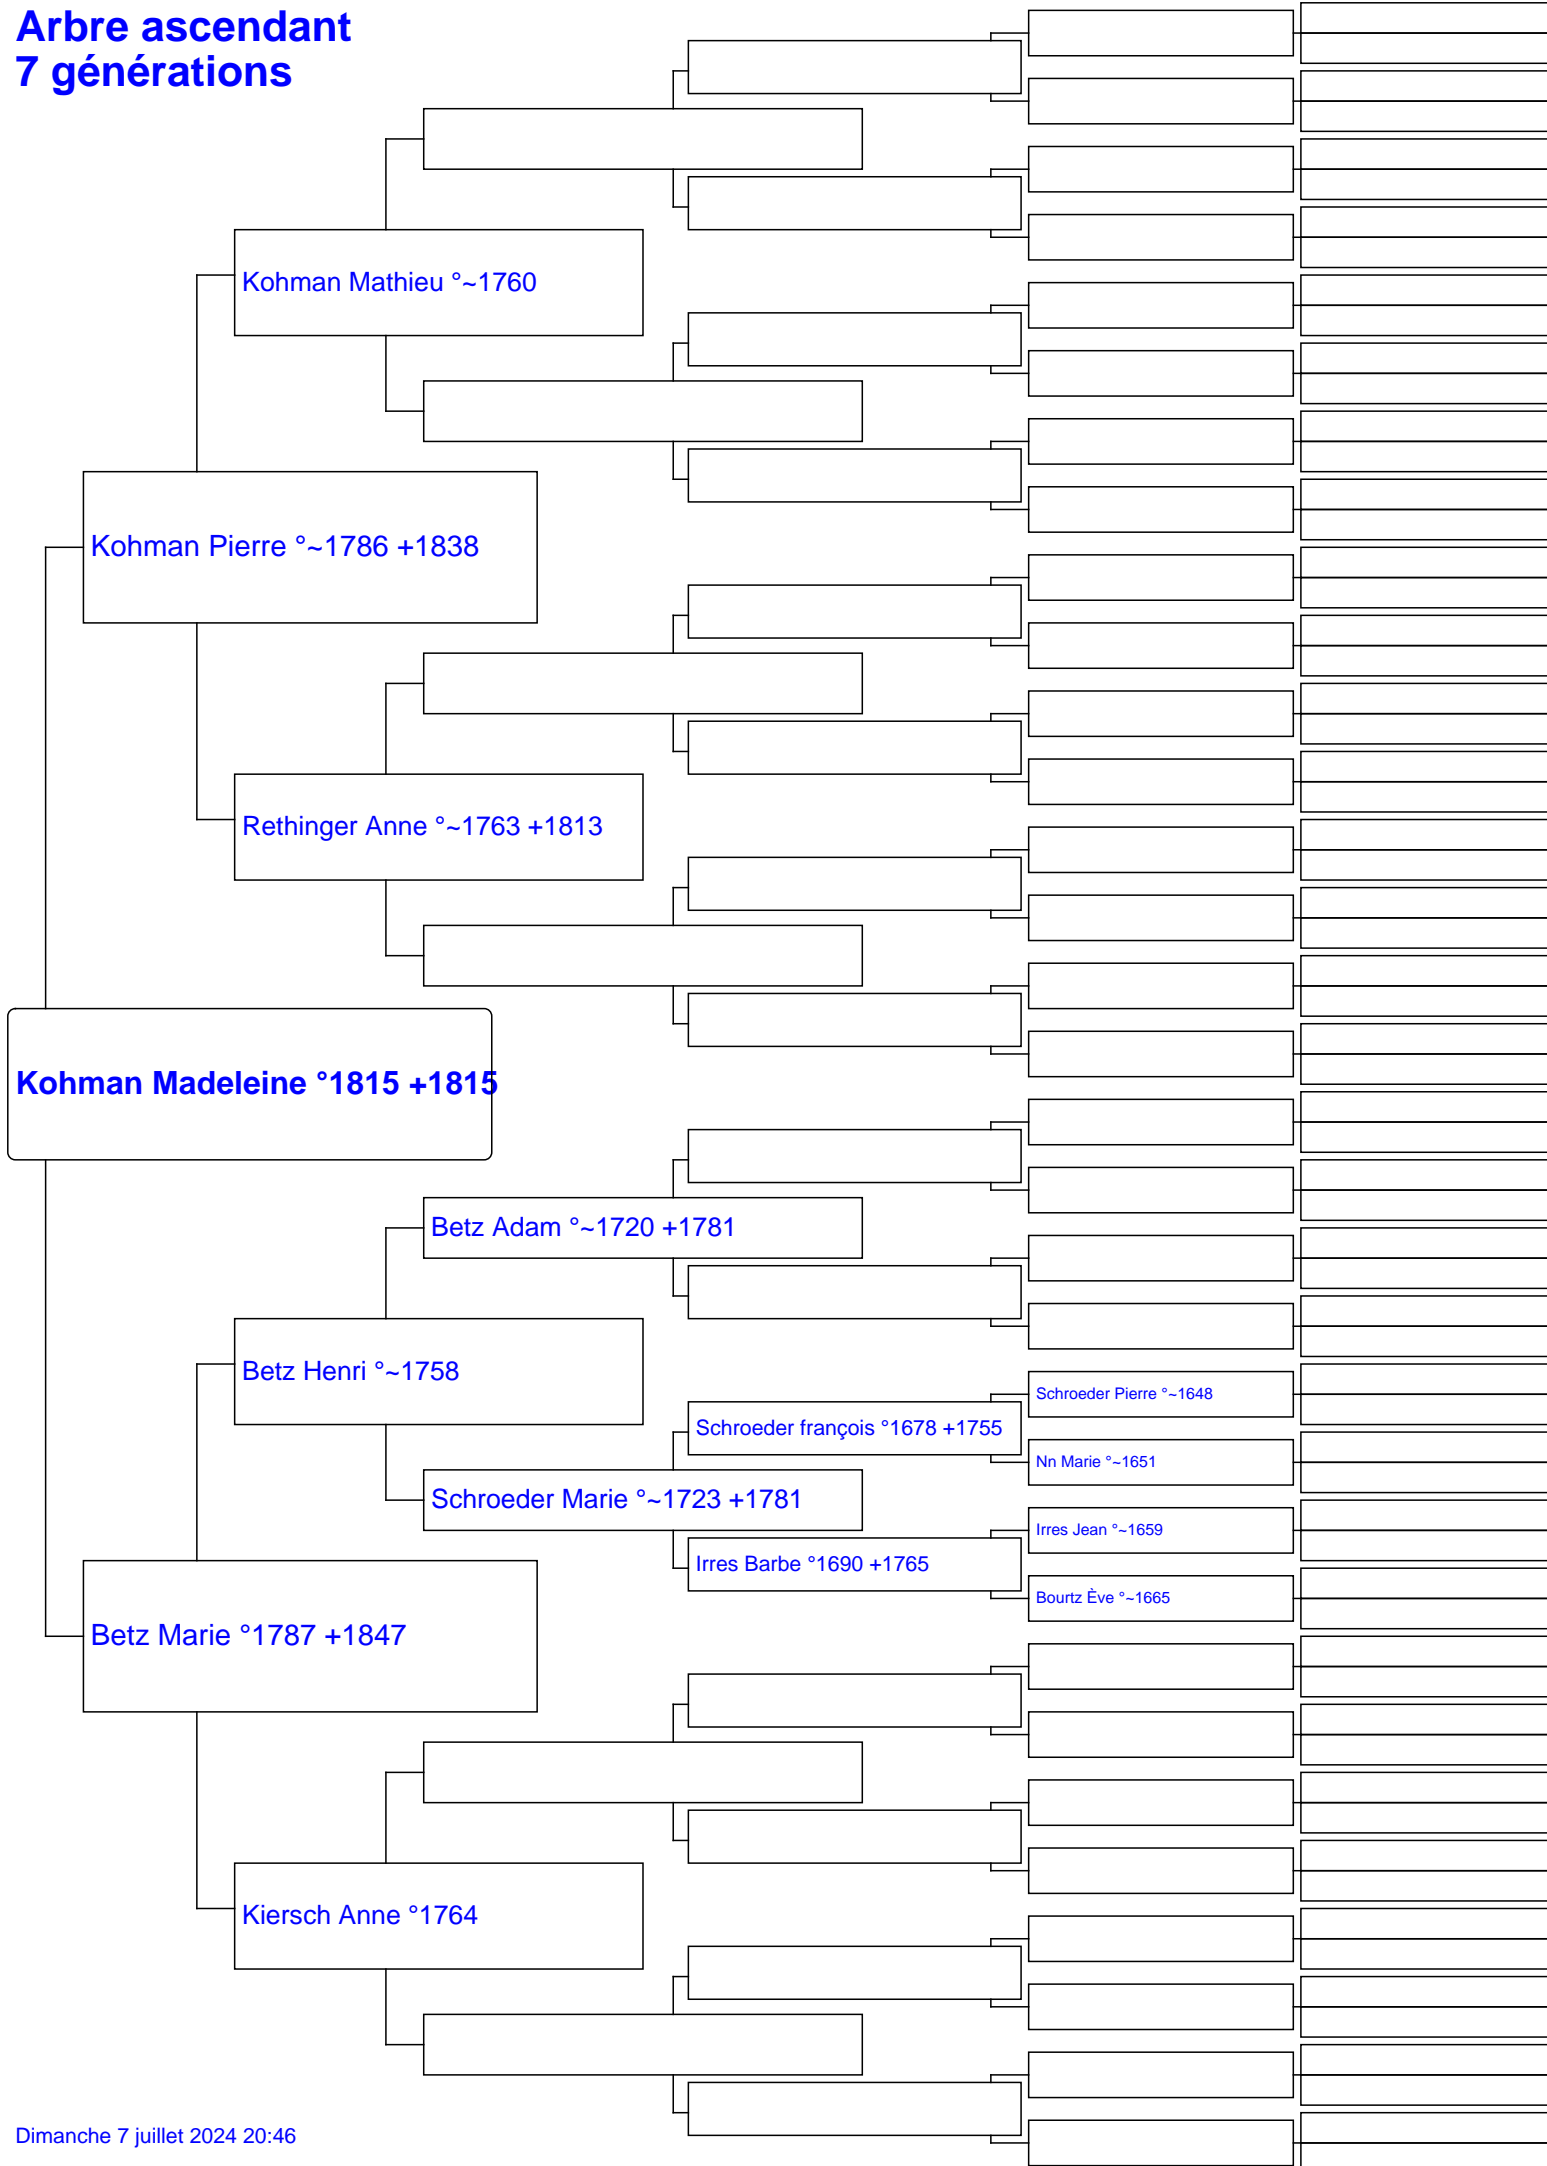 Arbre ascendant
7 générations
Kohman Mathieu °~1760
Kohman Pierre °~1786 +1838
Rethinger Anne °~1763 +1813
Kohman Madeleine °1815 +1815
Betz Adam °~1720 +1781
Betz Henri °~1758
Schroeder Pierre °~1648
Schroeder françois °1678 +1755
Nn Marie °~1651
Schroeder Marie °~1723 +1781
Irres Jean °~1659
Irres Barbe °1690 +1765
Bourtz Ève °~1665
Betz Marie °1787 +1847
Kiersch Anne °1764
Dimanche 7 juillet 2024 20:46